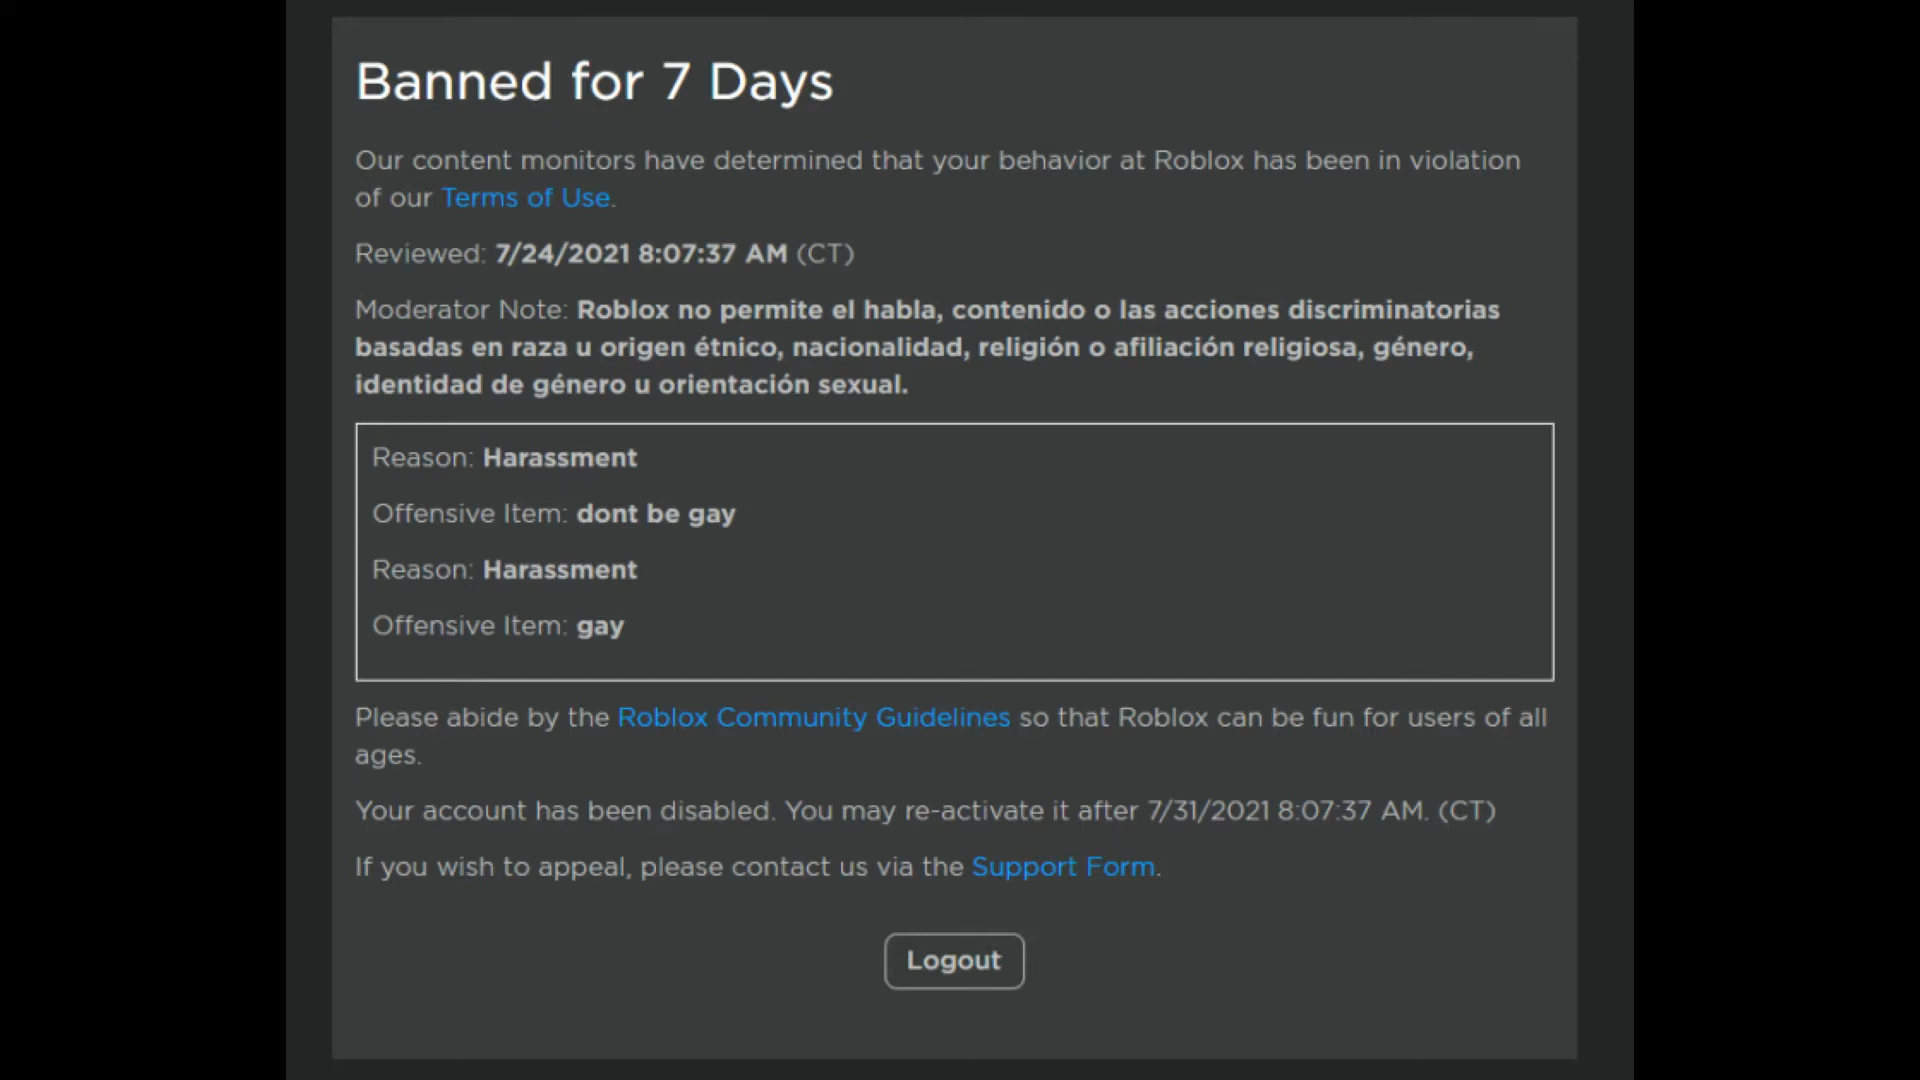 Banned for 7 Days
Our content monitors have determined that your behavior at Roblox has been in violation
of our Terms of Use.
Reviewed: 7/24/2021 8:07:37 AM (CT)
Moderator Note: Roblox no permite el habla, contenido o las acciones discriminatorias
basadas en raza u origen étnico, nacionalidad, religión o afiliación religiosa, género,
identidad de género u orientación sexual.
Reason: Harassment
Offensive Item: dont be gay
Reason: Harassment
Offensive Item: gay
Please abide by the Roblox Community Guidelines so that Roblox can be fun for users of all
ages.
Your account has been disabled. You may re-activate it after 7/31/2021 8:07:37 AM. (CT)
If you wish to appeal, please contact us via the Support Form.
Logout